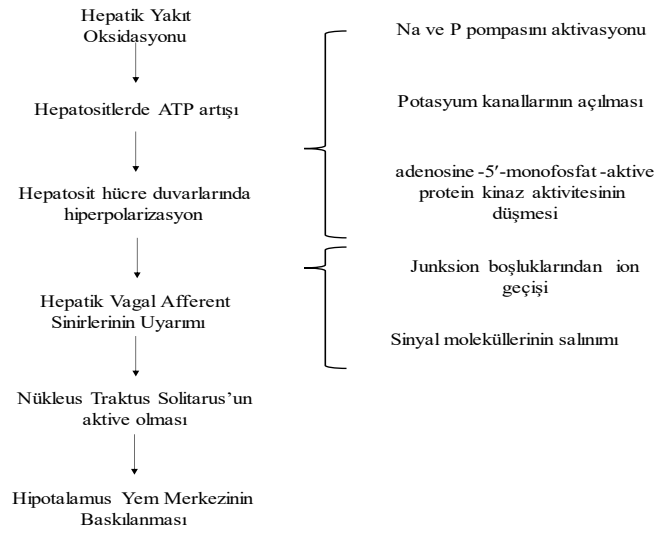 Hepatik Yakıt
Oksidasyonu
Hepatositlerde ATP artışı
Hepatosit hücre duvarlarında
hiperpolarizasyon
Hepatik Vagal Afferent
Sinirlerinin Uyarımı
Nükleus Traktus Solitarus’un
aktive olması
Hipotalamus Yem Merkezinin
Baskılanması
Na ve P pompasını aktivasyonu
Potasyum kanallarının açılması
adenosine -5′-monofosfat -aktive
protein kinaz aktivitesinin
düşmesi
Junksion boşluklarından ion
geçişi
Sinyal moleküllerinin salınımı